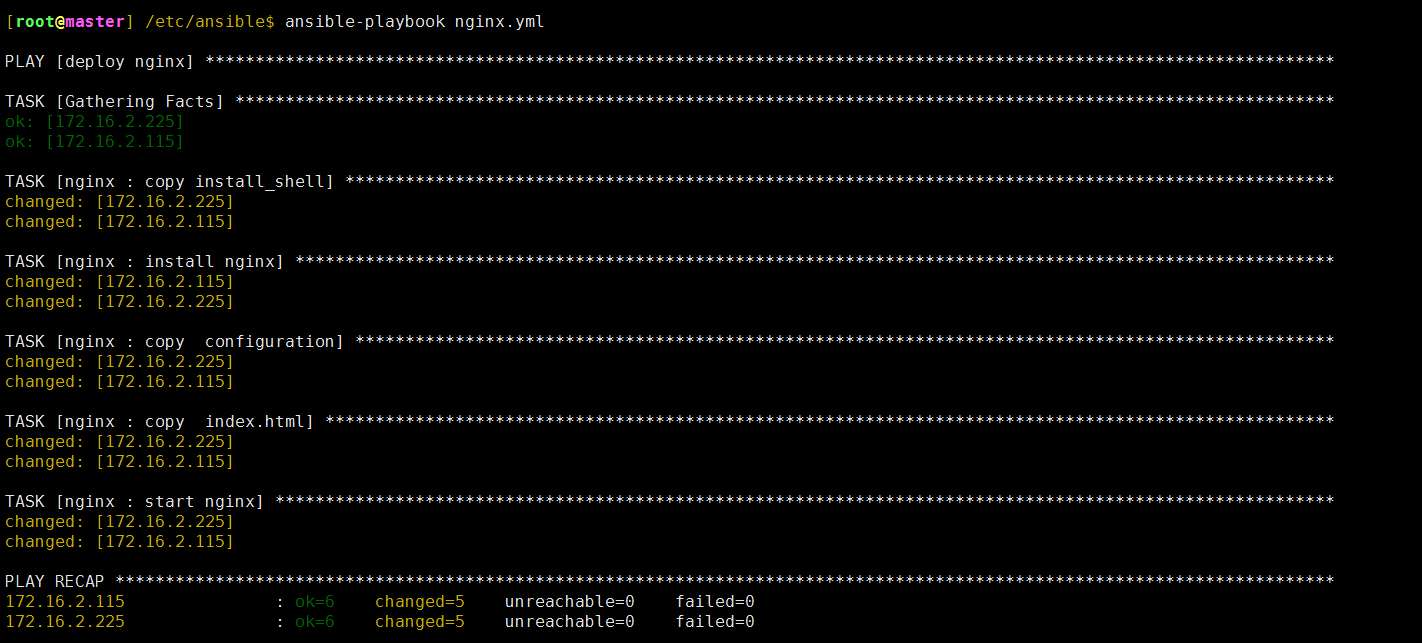 [root@master] /etc/ansible$ ansible-playbook nginx.yml
PLAY [deploy nginx] *****************************************************************************************************************
TASK [Gathering Facts] **************************************************************************************************************
ok: [172.16.2.225]
ok: [172.16.2.115]
TASK [nginx : copy install_shell] ***************************************************************************************************
changed: [172.16.2.225]
changed: [172.16.2.115]
TASK [nginx : install nginx] ********************************************************************************************************
changed: [172.16.2.115]
changed: [172.16.2.225]
TASK [nginx : copy  configuration] **************************************************************************************************
changed: [172.16.2.225]
changed: [172.16.2.115]
TASK [nginx : copy  index.html] *****************************************************************************************************
changed: [172.16.2.225]
changed: [172.16.2.115]
TASK [nginx : start nginx] **********************************************************************************************************
changed: [172.16.2.225]
changed: [172.16.2.115]
PLAY RECAP **************************************************************************************************************************
172.16.2.115               : ok=6    changed=5    unreachable=0    failed=0
172.16.2.225               : ok=6    changed=5    unreachable=0    failed=0